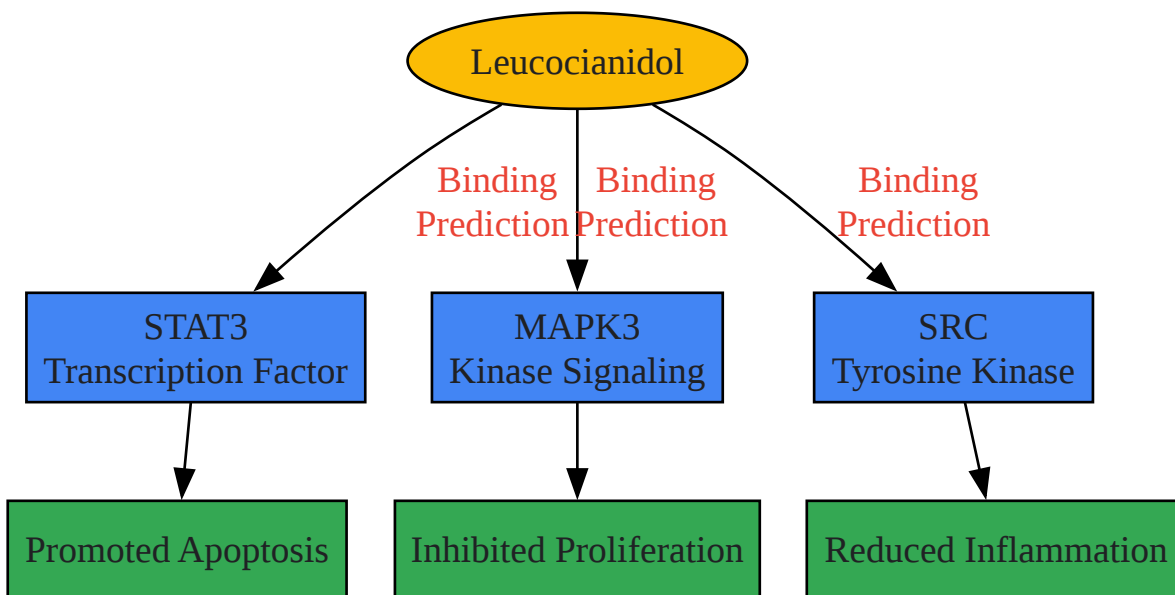 Leucocianidol
Binding
Prediction
Binding
Prediction
Binding
Prediction
STAT3
Transcription Factor
MAPK3
Kinase Signaling
SRC
Tyrosine Kinase
Promoted Apoptosis
Inhibited Proliferation
Reduced Inflammation